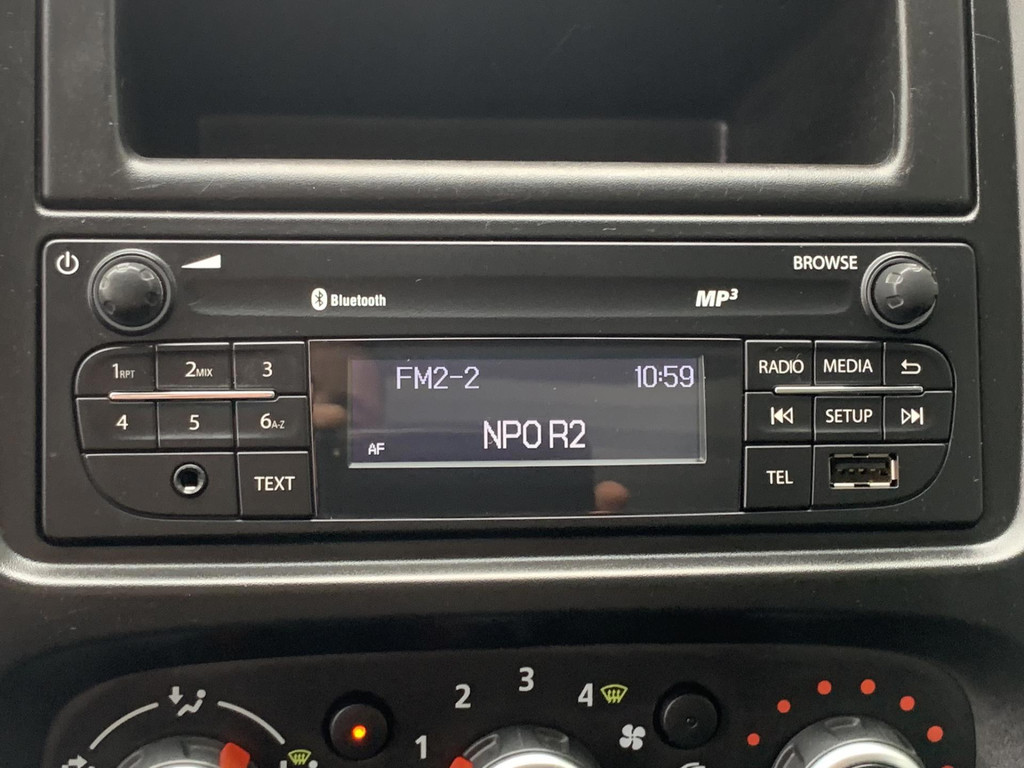 BROWSE
Bluetooth
MP3
1RPT 2MIX 3
4 5 6A-Z
TEXT
FM2-2 10:59
NPO R2
AF
RADIO MEDIA
SETUP
TEL
1 2 3 4